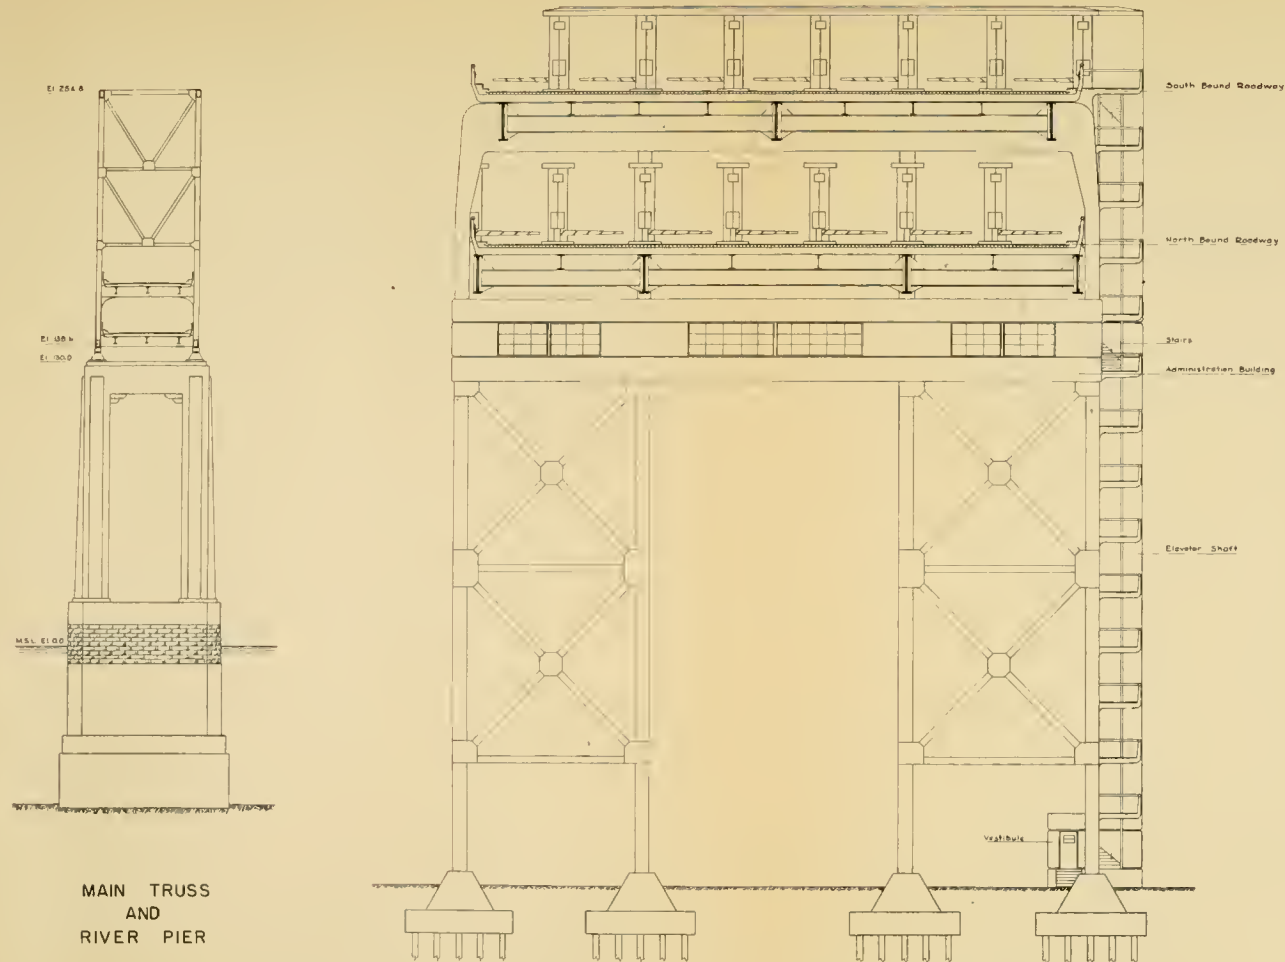 El 254.8
El 138.6
El 130.0
M.S.L. El 0.0
MAIN TRUSS
AND
RIVER PIER
South Bound Roadway
North Bound Roadway
Stairs
Administration Building
Elevator Shaft
Vestibule